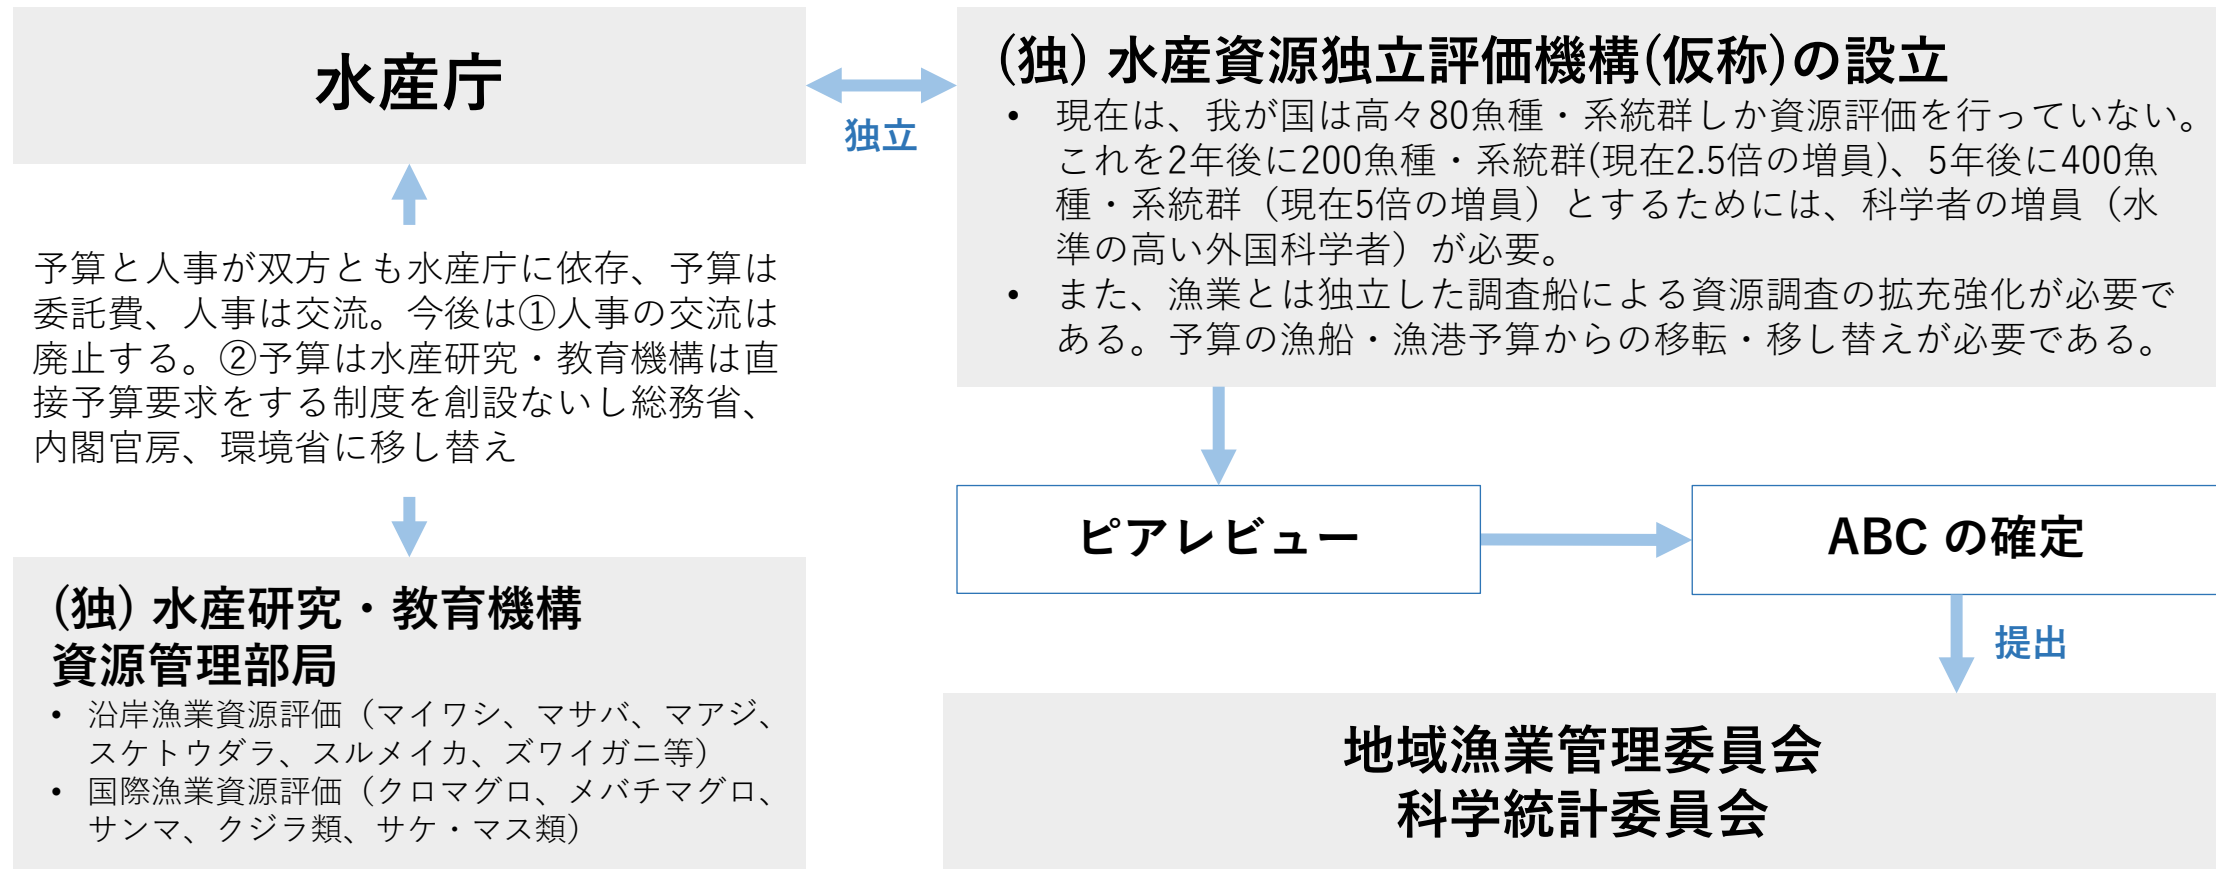 水産庁
独立
予算と人事が双方とも水産庁に依存、予算は
委託費、人事は交流。今後は①人事の交流は
廃止する。②予算は水産研究・教育機構は直
接予算要求をする制度を創設ないし総務省、
内閣官房、環境省に移し替え
(独) 水産研究・教育機構
資源管理部局
• 沿岸漁業資源評価（マイワシ、マサバ、マアジ、
スケトウダラ、スルメイカ、ズワイガニ等）
• 国際漁業資源評価（クロマグロ、メバチマグロ、
サンマ、クジラ類、サケ・マス類）
(独) 水産資源独立評価機構(仮称)の設立
• 現在は、我が国は高々80魚種・系統群しか資源評価を行っていない。
これを2年後に200魚種・系統群(現在2.5倍の増員)、5年後に400魚
種・系統群（現在5倍の増員）とするためには、科学者の増員（水
準の高い外国科学者）が必要。
• また、漁業とは独立した調査船による資源調査の拡充強化が必要で
ある。予算の漁船・漁港予算からの移転・移し替えが必要である。
ピアレビュー
ABC の確定
提出
地域漁業管理委員会
科学統計委員会